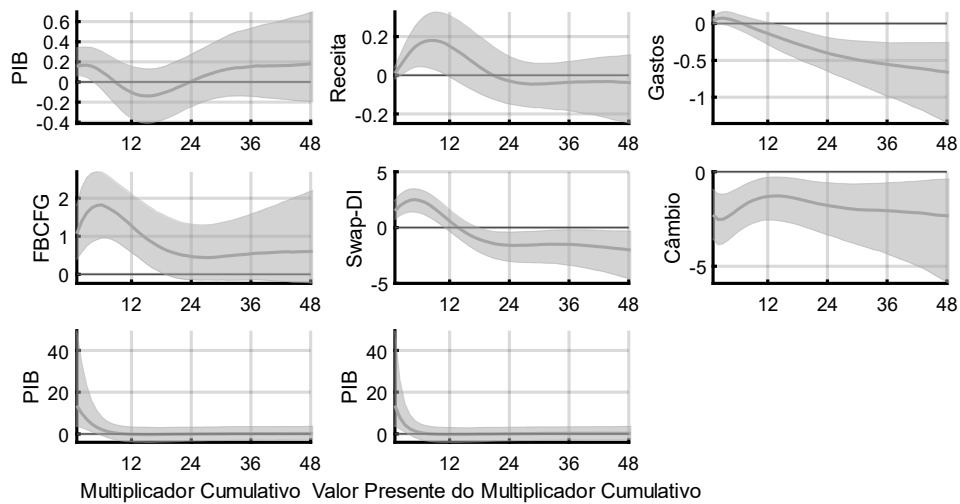 PIB
0.6
0.4
0.2
0
-0.2
-0.4
12 24 36 48
Receita
0.2
0
-0.2
12 24 36 48
Gastos
0
-0.5
-1
12 24 36 48
FBCFG
2
1
0
12 24 36 48
Swap-DI
5
0
-5
12 24 36 48
Câmbio
0
-5
12 24 36 48
PIB
40
20
0
12 24 36 48
Multiplicador Cumulativo
PIB
40
20
0
12 24 36 48
Valor Presente do Multiplicador Cumulativo